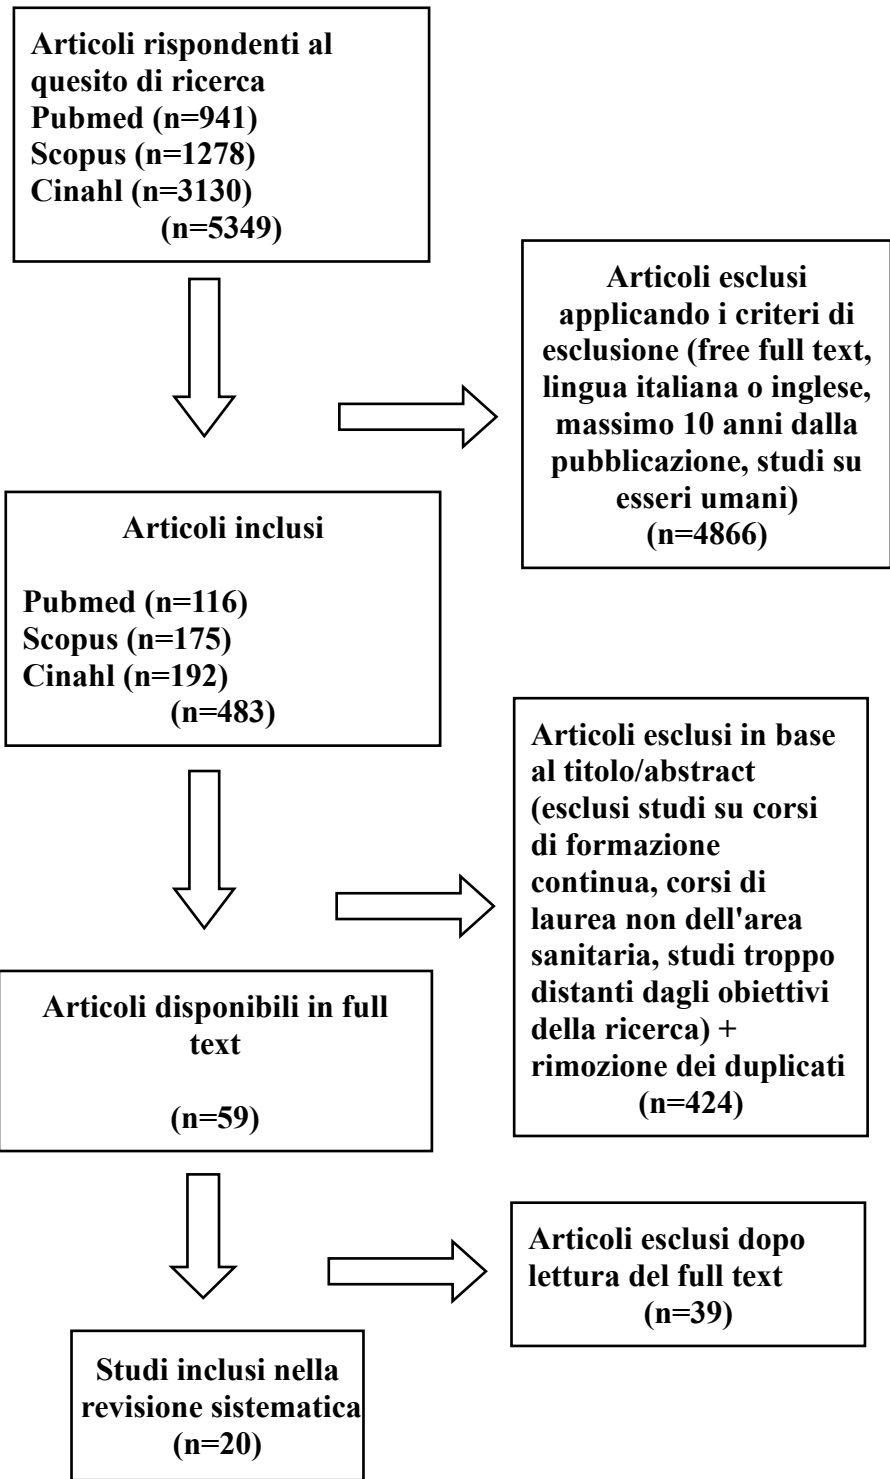 Articoli rispondenti al
quesito di ricerca
Pubmed (n=941)
Scopus (n=1278)
Cinahl (n=3130)
(n=5349)
Articoli esclusi
applicando i criteri di
esclusione (free full text,
lingua italiana o inglese,
massimo 10 anni dalla
pubblicazione, studi su
esseri umani)
(n=4866)
Articoli inclusi
Pubmed (n=116)
Scopus (n=175)
Cinahl (n=192)
(n=483)
Articoli esclusi in base
al titolo/abstract
(esclusi studi su corsi
di formazione
continua, corsi di
laurea non dell'area
sanitaria, studi troppo
distanti dagli obiettivi
della ricerca) +
rimozione dei duplicati
(n=424)
Articoli disponibili in full
text
(n=59)
Articoli esclusi dopo
lettura del full text
(n=39)
Studi inclusi nella
revisione sistematica
(n=20)